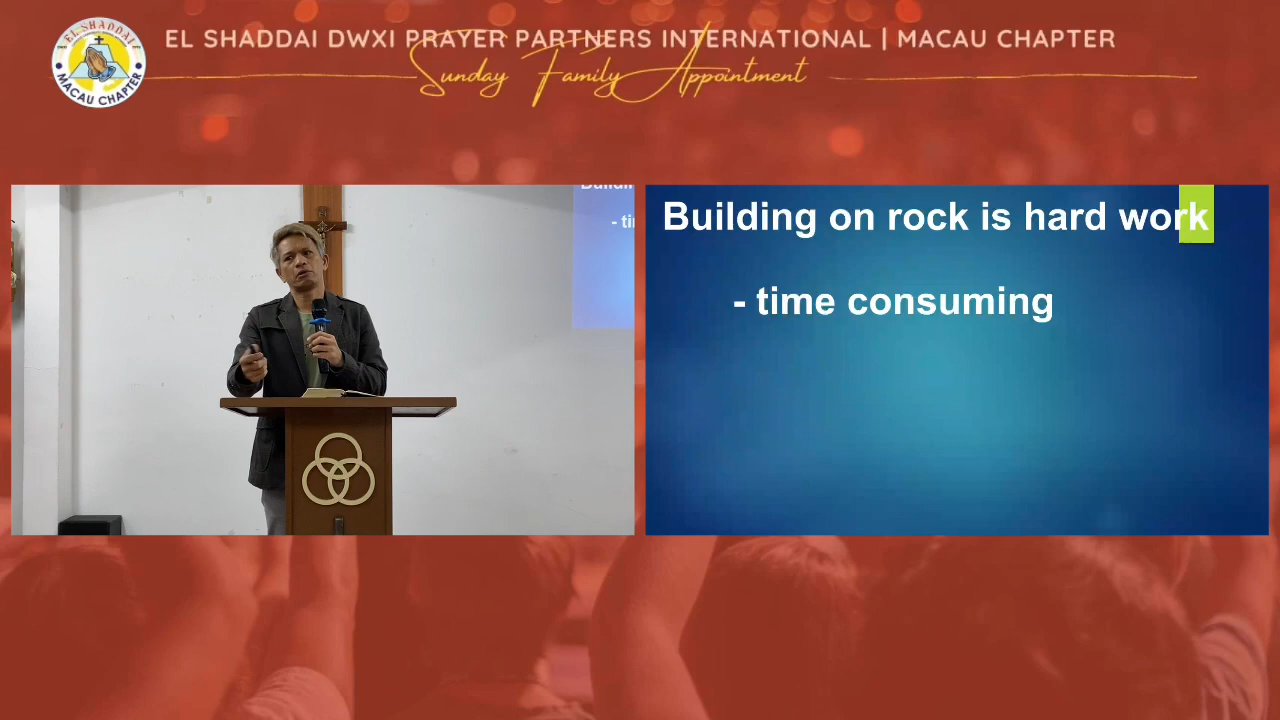 EL SHADDAI DWXI PRAYER PARTNERS INTERNATIONAL | MACAU CHAPTER
Sunday Family Appointment
EL SHADDAI
MACAU CHAPTER
Building on rock is hard work
- time consuming
- ti